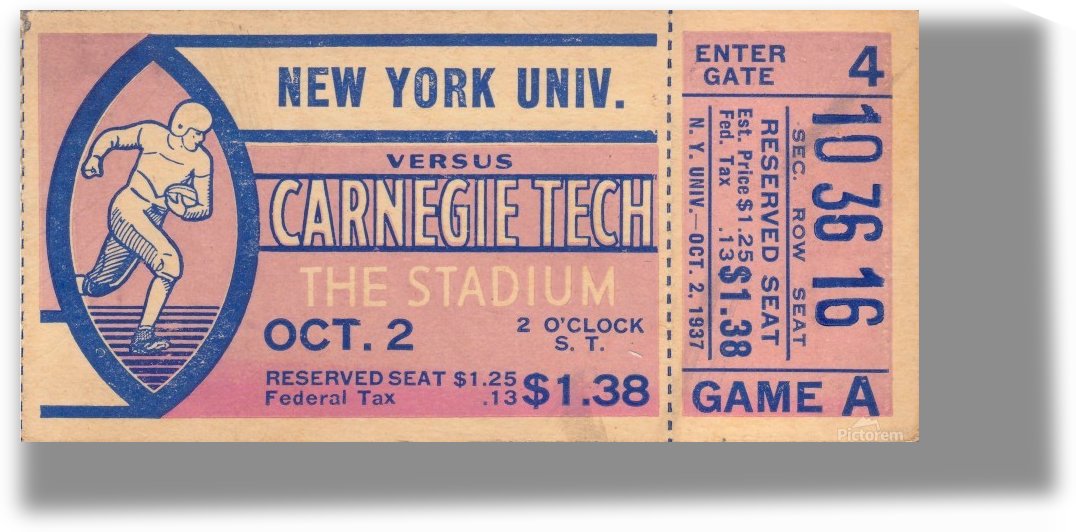 NEW YORK UNIV.
VERSUS
CARNEGIE TECH
THE STADIUM
OCT. 2
2 O'CLOCK
S. T.
RESERVED SEAT $1.25
Federal Tax .13
$1.38
ENTER
GATE
4
10 36 16
SEC. ROW SEAT
RESERVED SEAT
Est. Price $1.25
Fed. Tax .13
$1.38
N. Y. UNIV.—OCT. 2, 1937
GAME A
Pictorem